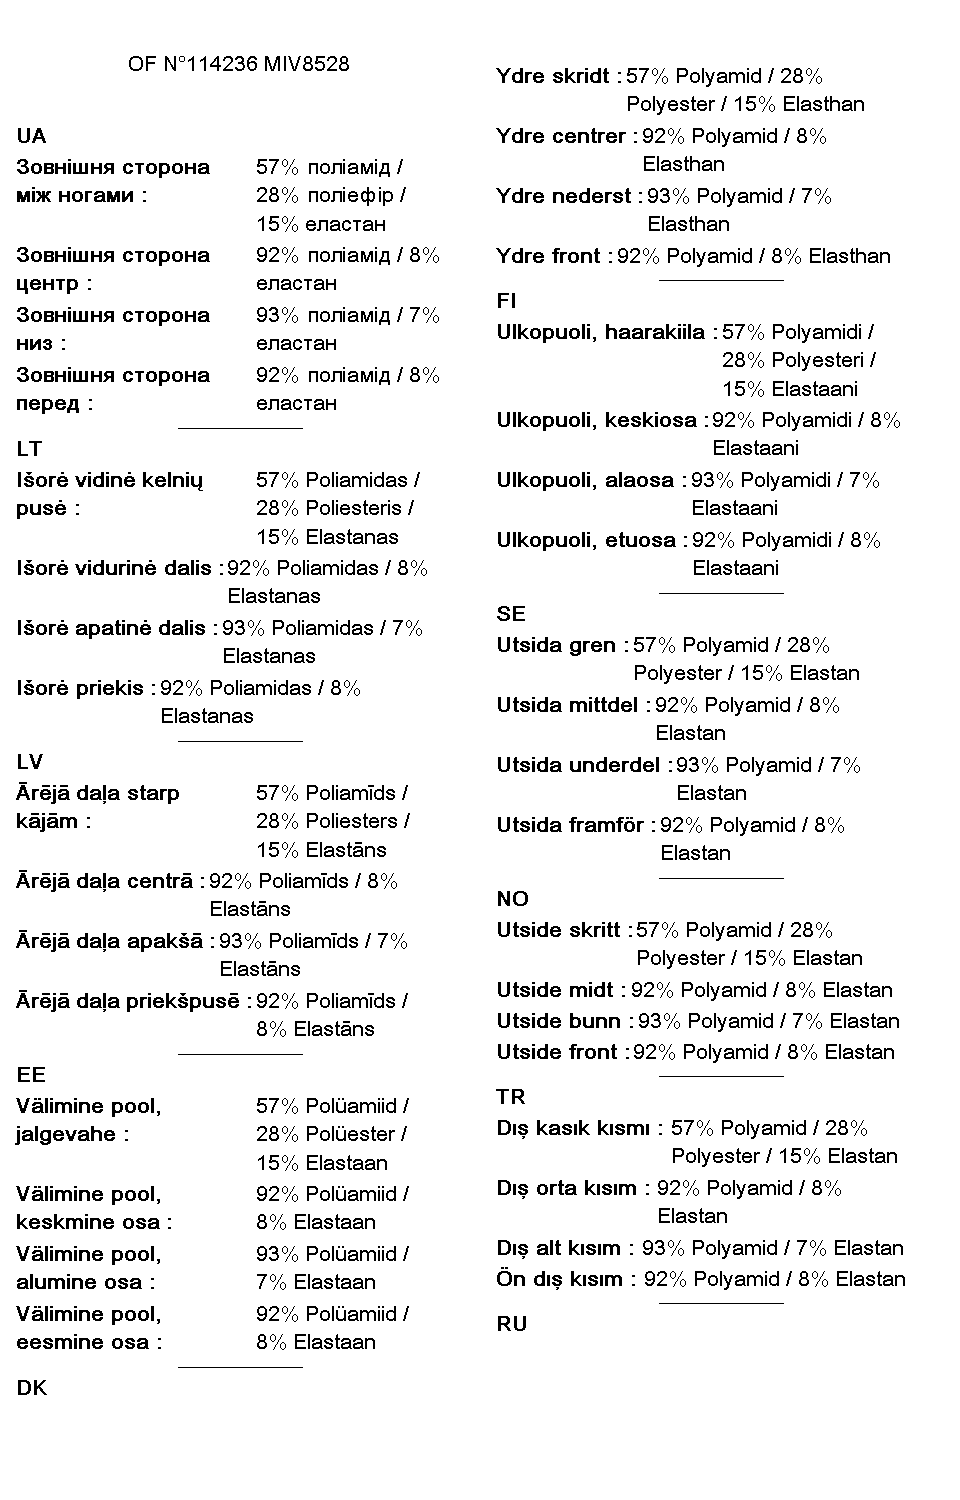 OF N°114236 MIV8528
UA
Зовнішня сторона 57% поліамід /
між ногами : 28% поліефір /
15% еластан
Зовнішня сторона 92% поліамід / 8%
центр : еластан
Зовнішня сторона 93% поліамід / 7%
низ : еластан
Зовнішня сторона 92% поліамід / 8%
перед : еластан
LT
Išorė vidinė kelnių 57% Poliamidas /
pusė : 28% Poliesteris /
15% Elastanas
Išorė vidurinė dalis : 92% Poliamidas / 8%
Elastanas
Išorė apatinė dalis : 93% Poliamidas / 7%
Elastanas
Išorė priekis : 92% Poliamidas / 8%
Elastanas
LV
Ārējā daļa starp 57% Poliamīds /
kājām : 28% Poliesters /
15% Elastāns
Ārējā daļa centrā : 92% Poliamīds / 8%
Elastāns
Ārējā daļa apakšā : 93% Poliamīds / 7%
Elastāns
Ārējā daļa priekšpusē : 92% Poliamīds /
8% Elastāns
EE
Välimine pool, 57% Polüamiid /
jalgevahe : 28% Polüester /
15% Elastaan
Välimine pool, 92% Polüamiid /
keskmine osa : 8% Elastaan
Välimine pool, 93% Polüamiid /
alumine osa : 7% Elastaan
Välimine pool, 92% Polüamiid /
eesmine osa : 8% Elastaan
DK
Ydre skridt : 57% Polyamid / 28%
Polyester / 15% Elasthan
Ydre centrer : 92% Polyamid / 8%
Elasthan
Ydre nederst : 93% Polyamid / 7%
Elasthan
Ydre front : 92% Polyamid / 8% Elasthan
FI
Ulkopuoli, haarakiila : 57% Polyamidi /
28% Polyesteri /
15% Elastaani
Ulkopuoli, keskiosa : 92% Polyamidi / 8%
Elastaani
Ulkopuoli, alaosa : 93% Polyamidi / 7%
Elastaani
Ulkopuoli, etuosa : 92% Polyamidi / 8%
Elastaani
SE
Utsida gren : 57% Polyamid / 28%
Polyester / 15% Elastan
Utsida mittdel : 92% Polyamid / 8%
Elastan
Utsida underdel : 93% Polyamid / 7%
Elastan
Utsida framför : 92% Polyamid / 8%
Elastan
NO
Utside skritt : 57% Polyamid / 28%
Polyester / 15% Elastan
Utside midt : 92% Polyamid / 8% Elastan
Utside bunn : 93% Polyamid / 7% Elastan
Utside front : 92% Polyamid / 8% Elastan
TR
Dış kasık kısmı : 57% Polyamid / 28%
Polyester / 15% Elastan
Dış orta kısım : 92% Polyamid / 8%
Elastan
Dış alt kısım : 93% Polyamid / 7% Elastan
Ön dış kısım : 92% Polyamid / 8% Elastan
RU